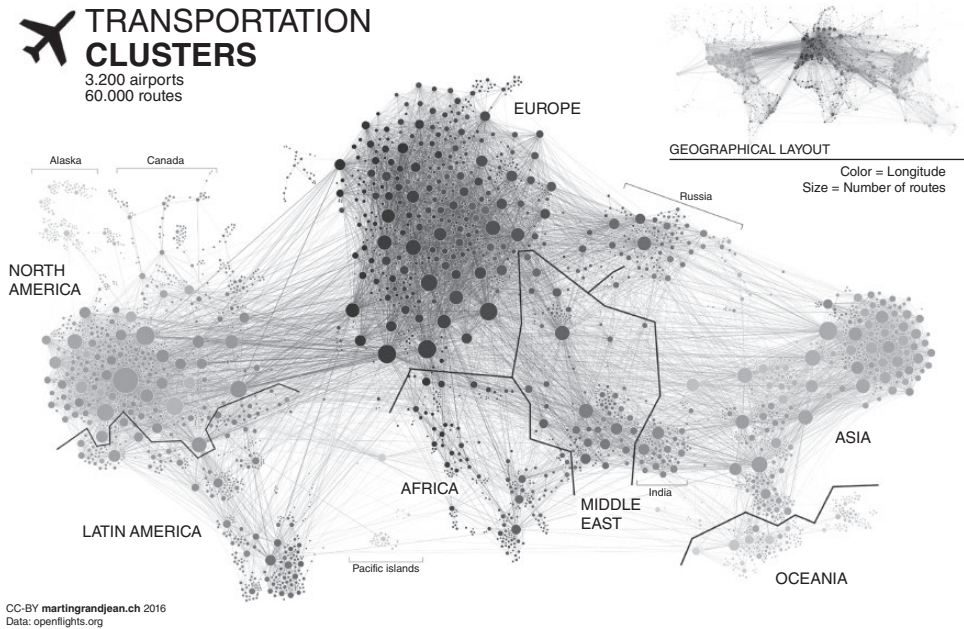 TRANSPORTATION
CLUSTERS
3.200 airports
60.000 routes
EUROPE
GEOGRAPHICAL LAYOUT
Color = Longitude
Size = Number of routes
Alaska
Canada
Russia
NORTH
AMERICA
ASIA
AFRICA
India
MIDDLE
EAST
LATIN AMERICA
Pacific islands
OCEANIA
CC-BY martingrandjean.ch 2016
Data: openflights.org